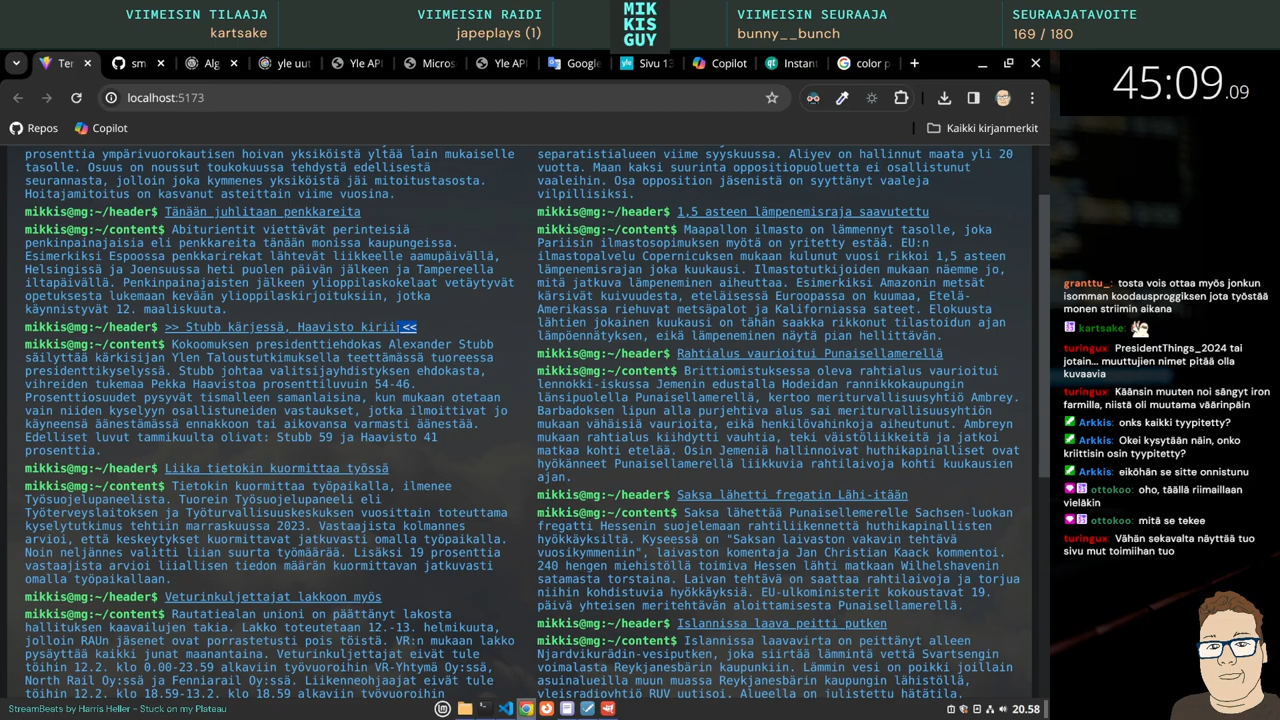 VIIMEISIN TILAAJA
kartsake
VIIMEISIN RAIDI
japeplays (1)
MIK
KIS
GUY
VIIMEISIN SEURAAJA
bunny__bunch
SEURAAJATAVOITE
169 / 180
Ter
sm
Alg
yle uut
Yle API
Micros
Yle API
Google
Sivu 13
Copilot
Instant
color p
localhost:5173
Repos
Copilot
Kaikki kirjanmerkit
prosenttia ympärivuorokautisen hoivan yksiköistä yltää lain mukaiselle
tasolle. Osuus on noussut toukokuussa tehdystä edellisestä
seurannasta, jolloin joka kymmenes yksiköistä jäi mitoitustasosta.
Hoitajamitoitus on kasvanut asteittain viime vuosina.
mikkis@mg:~/header$ Tänään juhlitaan penkkareita
mikkis@mg:~/content$ Abiturientit viettävät perinteisiä
penkinpainajaisia eli penkkareita tänään monissa kaupungeissa.
Esimerkiksi Espoossa penkkarirekat lähtevät liikkeelle aamupäivällä,
Helsingissä ja Joensuussa heti puolen päivän jälkeen ja Tampereella
iltapäivällä. Penkinpainajaisten jälkeen ylioppilaskokelaat vetäytyvät
opetuksesta lukemaan kevään ylioppilaskirjoituksiin, jotka
käynnistyvät 12. maaliskuuta.
mikkis@mg:~/header$ >> Stubb kärjessä, Haavisto kirii <<
mikkis@mg:~/content$ Kokoomuksen presidenttiehdokas Alexander Stubb
säilyttää kärkisijan Ylen Taloustutkimuksella teettämässä tuoreessa
presidenttikyselyssä. Stubb johtaa valitsijayhdistyksen ehdokasta,
vihreiden tukemaa Pekka Haavistoa prosenttiluvuin 54-46.
Prosenttiosuudet pysyvät tismalleen samanlaisina, kun mukaan otetaan
vain niiden kyselyyn osallistuneiden vastaukset, jotka ilmoittivat jo
käyneensä äänestämässä ennakkoon tai aikovansa varmasti äänestää.
Edelliset luvut tammikuulta olivat: Stubb 59 ja Haavisto 41
prosenttia.
mikkis@mg:~/header$ Liika tietokin kuormittaa työssä
mikkis@mg:~/content$ Tietokin kuormittaa työpaikalla, ilmenee
Työsuojelupaneelista. Tuorein Työsuojelupaneeli eli
Työterveyslaitoksen ja Työturvallisuuskeskuksen vuosittain toteuttama
kyselytutkimus tehtiin marraskuussa 2023. Vastaajista kolmannes
arvioi, että keskeytykset kuormittavat jatkuvasti omalla työpaikalla.
Noin neljännes valitti liian suurta työmäärää. Lisäksi 19 prosenttia
vastaajista arvioi liiallisen tiedon määrän kuormittavan jatkuvasti
omalla työpaikallaan.
mikkis@mg:~/header$ Veturinkuljettajat lakkoon myös
mikkis@mg:~/content$ Rautatiealan unioni on päättänyt lakosta
hallituksen kaavailujen takia. Lakko toteutetaan 12.-13. helmikuuta,
jolloin RAUn jäsenet ovat porrastetusti pois töistä. VR:n mukaan lakko
pysäyttää kaikki junat maanantaina. Veturinkuljettajat eivät tule
töihin 12.2. klo 0.00-23.59 alkaviin työvuoroihin VR-Yhtymä Oy:ssä,
North Rail Oy:ssä ja Fenniarail Oy:ssä. Liikenneohjaajat eivät tule
töihin 12.2. klo 18.59-13.2. klo 18.59 alkaviin työvuoroihin
separatistialueen viime syyskuussa. Aliyev on hallinnut maata yli 20
vuotta. Maan kaksi suurinta oppositiopuoluetta ei osallistunut
vaaleihin. Osa opposition jäsenistä on syyttänyt vaaleja
vilpillisiksi.
mikkis@mg:~/header$ 1,5 asteen lämpenemisraja saavutettu
mikkis@mg:~/content$ Maapallon ilmasto on lämmennyt tasolle, joka
Pariisin ilmastosopimuksen myötä on yritetty estää. EU:n
ilmastopalvelu Copernicuksen mukaan kulunut vuosi rikkoi 1,5 asteen
lämpenemisrajan joka kuukausi. Ilmastotutkijoiden mukaan näemme jo,
mitä jatkuva lämpeneminen aiheuttaa. Esimerkiksi Amazonin metsät
kärsivät kuivuudesta, eteläisessä Euroopassa on kuumaa, Etelä-
Amerikassa riehuvat metsäpalot ja Kaliforniassa sateet. Elokuusta
lähtien jokainen kuukausi on tähän saakka rikkonut tilastoidun ajan
lämpöennätyksen, eikä lämpeneminen näytä pian hellittävän.
mikkis@mg:~/header$ Rahtialus vaurioitui Punaisellamerellä
mikkis@mg:~/content$ Brittiomistuksessa oleva rahtialus vaurioitui
lennokki-iskussa Jemenin edustalla Hodeidan rannikkokaupungin
länsipuolella Punaisellamerellä, kertoo meriturvallisuusyhtiö Ambrey.
Barbadoksen lipun alla purjehtiva alus sai meriturvallisuusyhtiön
mukaan vähäisiä vaurioita, eikä henkilövahinkoja aiheutunut. Ambreyn
mukaan rahtialus kiihdytti vauhtia, teki väistöliikkeitä ja jatkoi
matkaa kohti etelää. Osin Jemeniä hallinnoivat huthikapinalliset ovat
hyökänneet Punaisellamerellä liikkuvia rahtilaivoja kohti kuukausien
ajan.
mikkis@mg:~/header$ Saksa lähetti fregatin Lähi-itään
mikkis@mg:~/content$ Saksa lähettää Punaisellemerelle Sachsen-luokan
fregatti Hessenin suojelemaan rahtiliikennettä huthikapinallisten
hyökkäyksiltä. Kyseessä on "Saksan laivaston vakavin tehtävä
vuosikymmeniin", laivaston komentaja Jan Christian Kaack kommentoi.
240 hengen miehistöllä toimiva Hessen lähti matkaan Wilhelshavenin
satamasta torstaina. Laivan tehtävä on saattaa rahtilaivoja ja torjua
niihin kohdistuvia hyökkäyksiä. EU-ulkoministerit kokoustavat 19.
päivä yhteisen meritehtävän aloittamisesta Punaisellamerellä.
mikkis@mg:~/header$ Islannissa laava peitti putken
mikkis@mg:~/content$ Islannissa laavavirta on peittänyt alleen
Njardvikurädin-vesiputken, joka siirtää lämmintä vettä Svartsengin
voimalasta Reykjanesbärin kaupunkiin. Lämmin vesi on poikki joillain
asuinalueilla muun muassa Reykjanesbärin kaupungin lähistöllä,
yleisradioyhtiö RUV uutisoi. Alueella on julistettu hätätila.
45:09.09
granttu_: tosta vois ottaa myös jonkun
isomman koodausproggiksen jota työstää
monen striimin aikana
kartsake:
turingux: PresidentThings_2024 tai
jotain... muuttujien nimet pitää olla
kuvaavia
turingux: Käänsin muuten noi sängyt iron
farmilla, niistä oli muutama väärinpäin
Arkkis: onks kaikki tyypitetty?
Arkkis: Okei kysytään näin, onko
kriittisin osin tyypitetty?
Arkkis: eiköhän se sitte onnistunu
ottokoo: oho, täällä riimaillaan
vieläkin
ottokoo: mitä se tekee
turingux: Vähän sekavalta näyttää tuo
sivu mut toimiihan tuo
StreamBeats by Harris Heller - Stuck on my Plateau
20.58